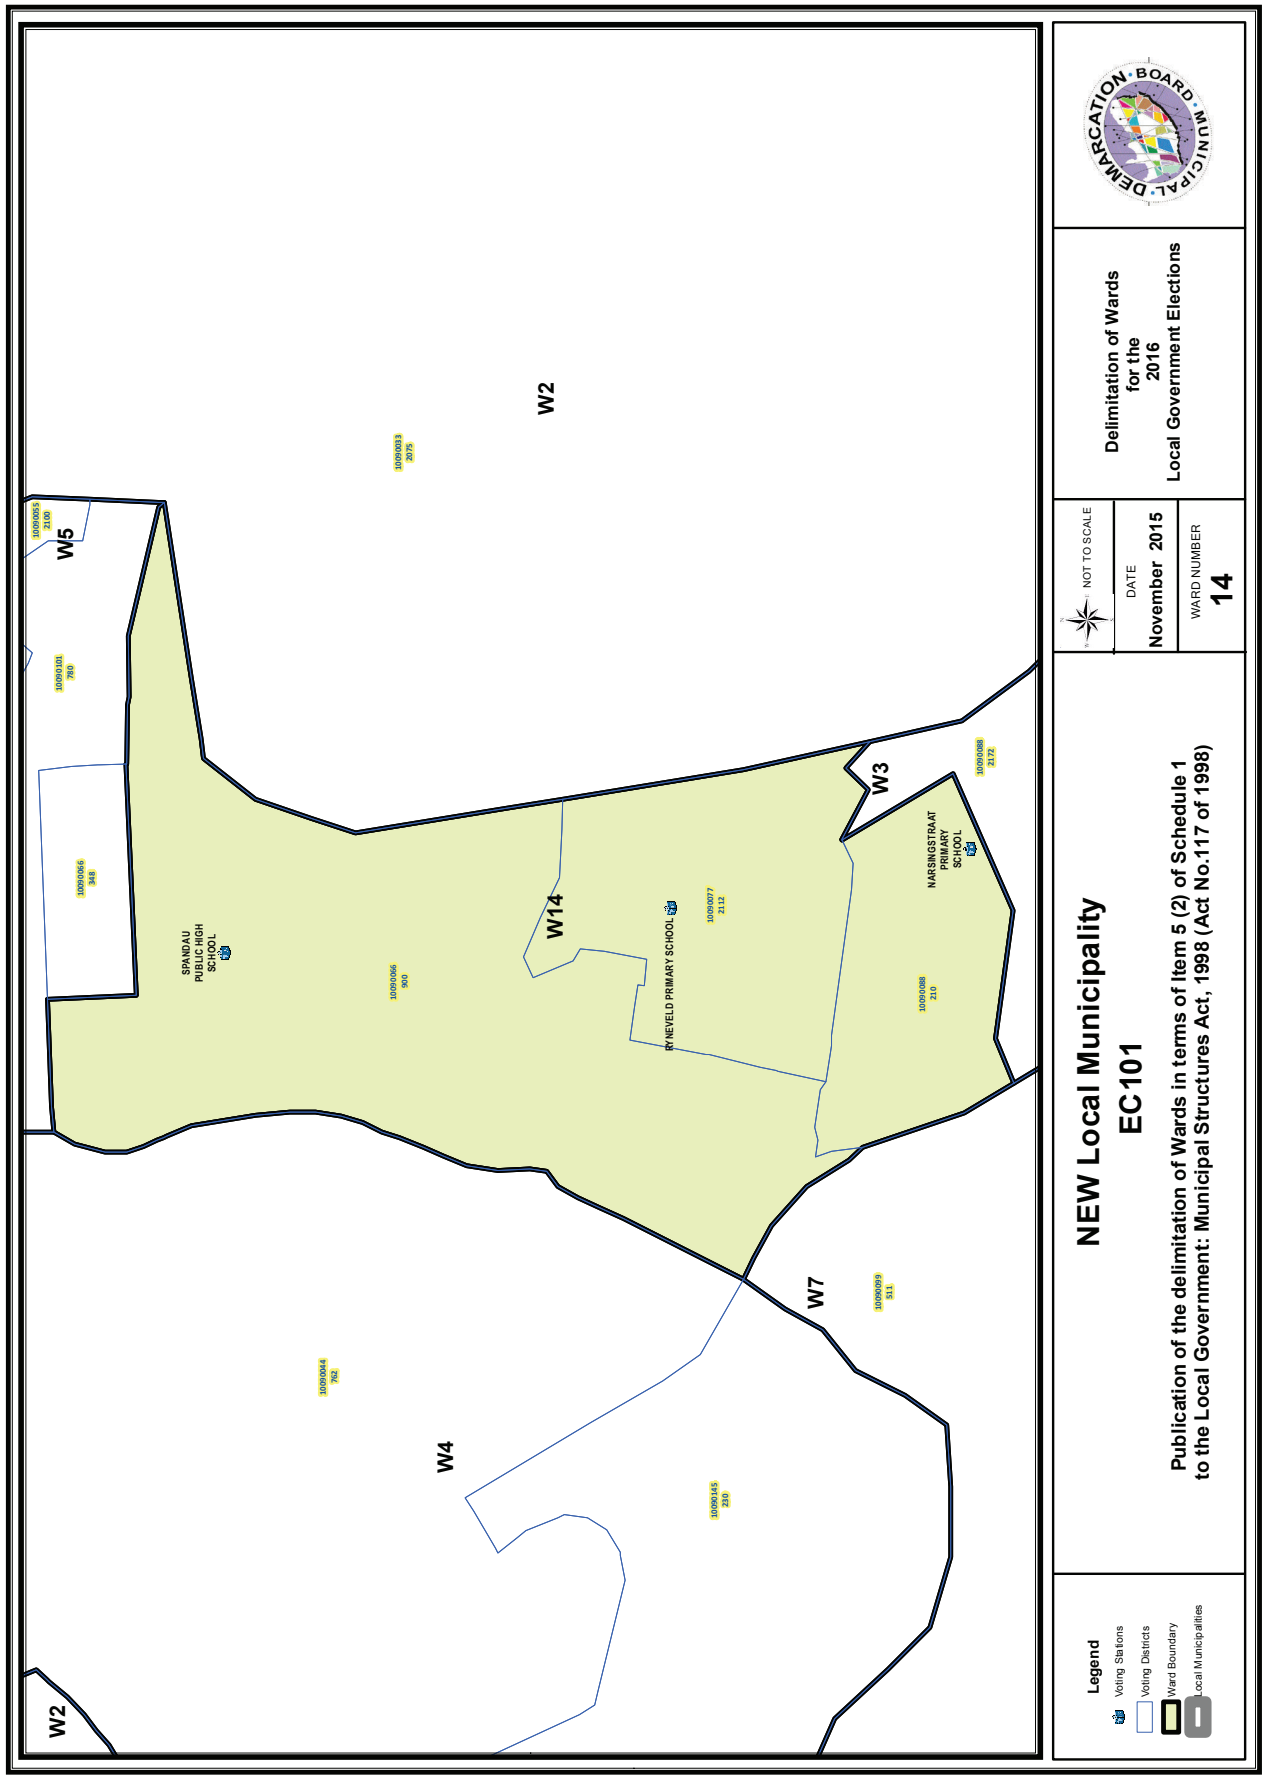 W2
W4
W7
W14
W3
W2
W5
10090055
2100
10090101
780
10090066
348
SPANDAU
PUBLIC HIGH
SCHOOL
10090066
900
10090033
2075
RYNEVELD PRIMARY SCHOOL
10090077
2112
NARSINGSTRAAT
PRIMARY
SCHOOL
10090088
2172
10090088
210
10090044
762
10090145
230
10090099
511
Legend
Voting Stations
Voting Districts
Ward Boundary
Local Municipalities
NEW Local Municipality
EC101
Publication of the delimitation of Wards in terms of Item 5 (2) of Schedule 1
to the Local Government: Municipal Structures Act, 1998 (Act No.117 of 1998)
NOT TO SCALE
DATE
November 2015
WARD NUMBER
14
Delimitation of Wards
for the
2016
Local Government Elections
MUNICIPAL • DEMARCATION • BOARD •